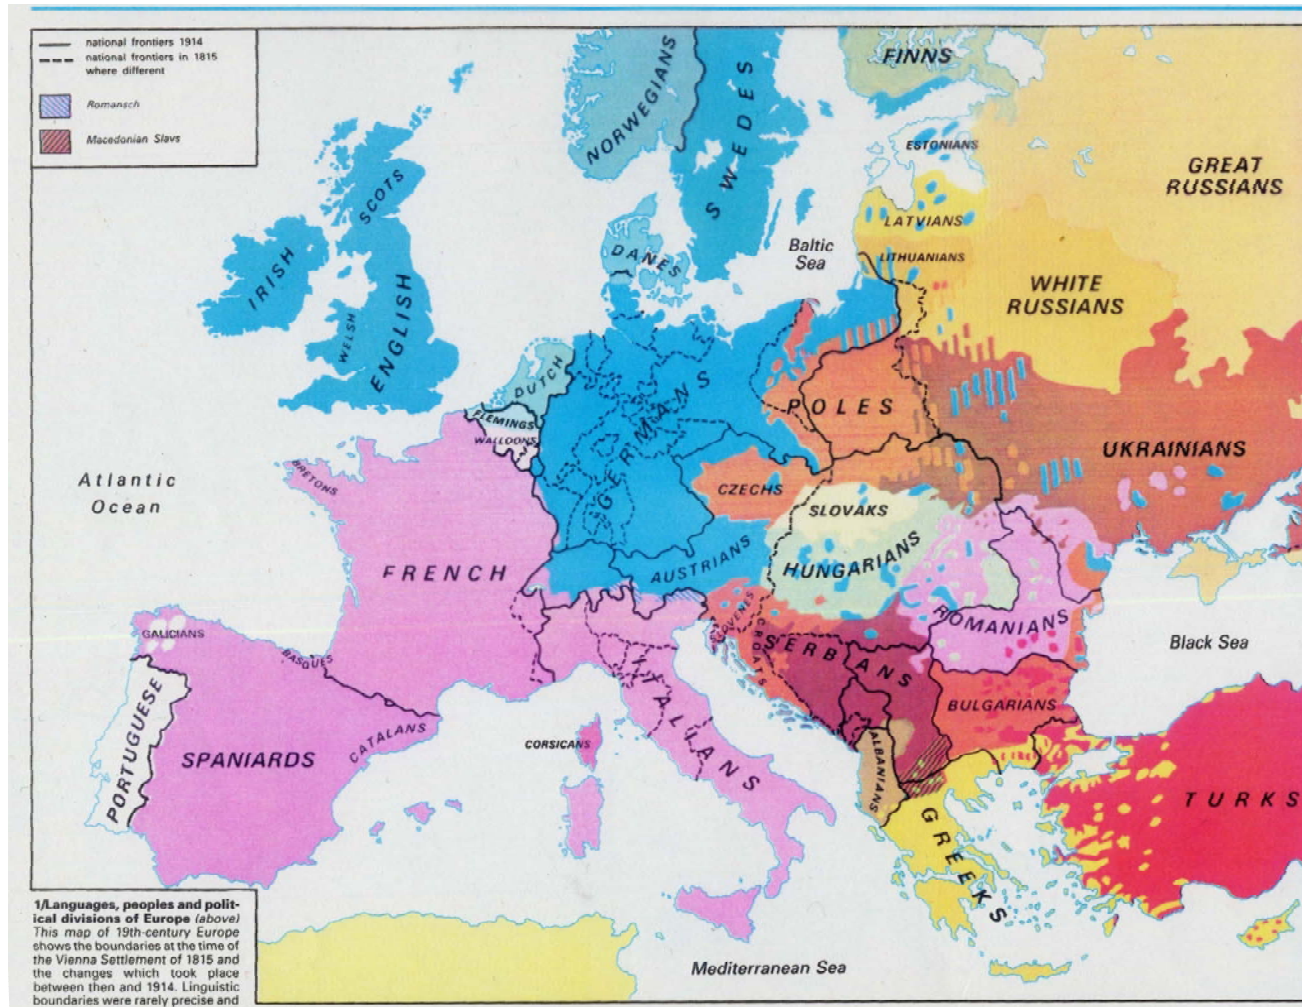 national frontiers 1914
national frontiers in 1815
where different
Romansch
Macedonian Slavs
FINNS
NORWEGIANS
SWEDES
ESTONIANS
GREAT
RUSSIANS
SCOTS
LATVIANS
DANES
Baltic
Sea
LITHUANIANS
IRISH
WHITE
RUSSIANS
WELSH
ENGLISH
DUTCH
GERMANS
POLES
FLEMINGS
WALLOONS
UKRAINIANS
BRETONS
CZECHS
Atlantic
Ocean
SLOVAKS
FRENCH
AUSTRIANS
HUNGARIANS
SLOVENES
CROATS
ROMANIANS
GALICIANS
BASQUES
SERBANS
Black Sea
PORTUGUESE
ITALIANS
BULGARIANS
SPANIARDS
CATALANS
CORSICANS
ALBANIANS
TURKS
GREEKS
1/Languages, peoples and polit-
ical divisions of Europe (above)
This map of 19th-century Europe
shows the boundaries at the time of
the Vienna Settlement of 1815 and
the changes which took place
between then and 1914. Linguistic
boundaries were rarely precise and
Mediterranean Sea